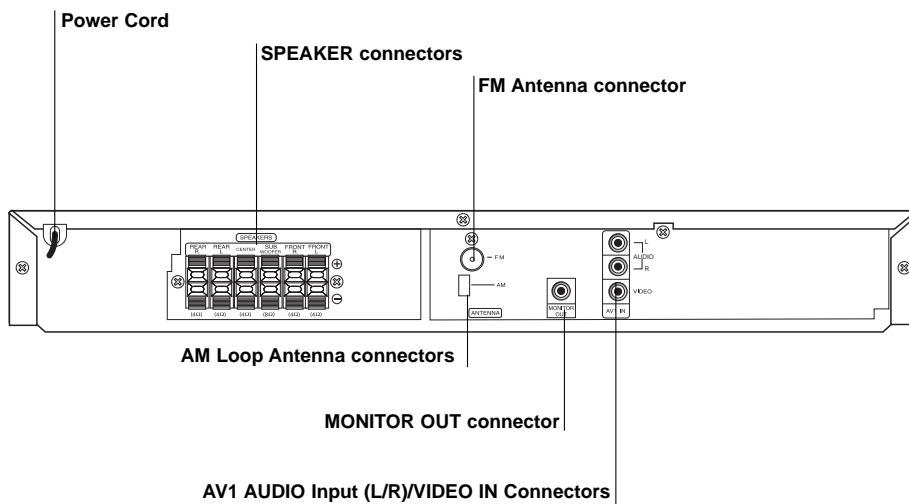 Power Cord
SPEAKER connectors
FM Antenna connector
SPEAKERS
REAR R
REAR L
CENTER
SUB WOOFER
FRONT R
FRONT L
+
−
(4Ω) (4Ω) (4Ω) (8Ω) (4Ω) (4Ω)
FM
AM
ANTENNA
MONITOR OUT
L
AUDIO
R
VIDEO
AV1 IN
AM Loop Antenna connectors
MONITOR OUT connector
AV1 AUDIO Input (L/R)/VIDEO IN Connectors